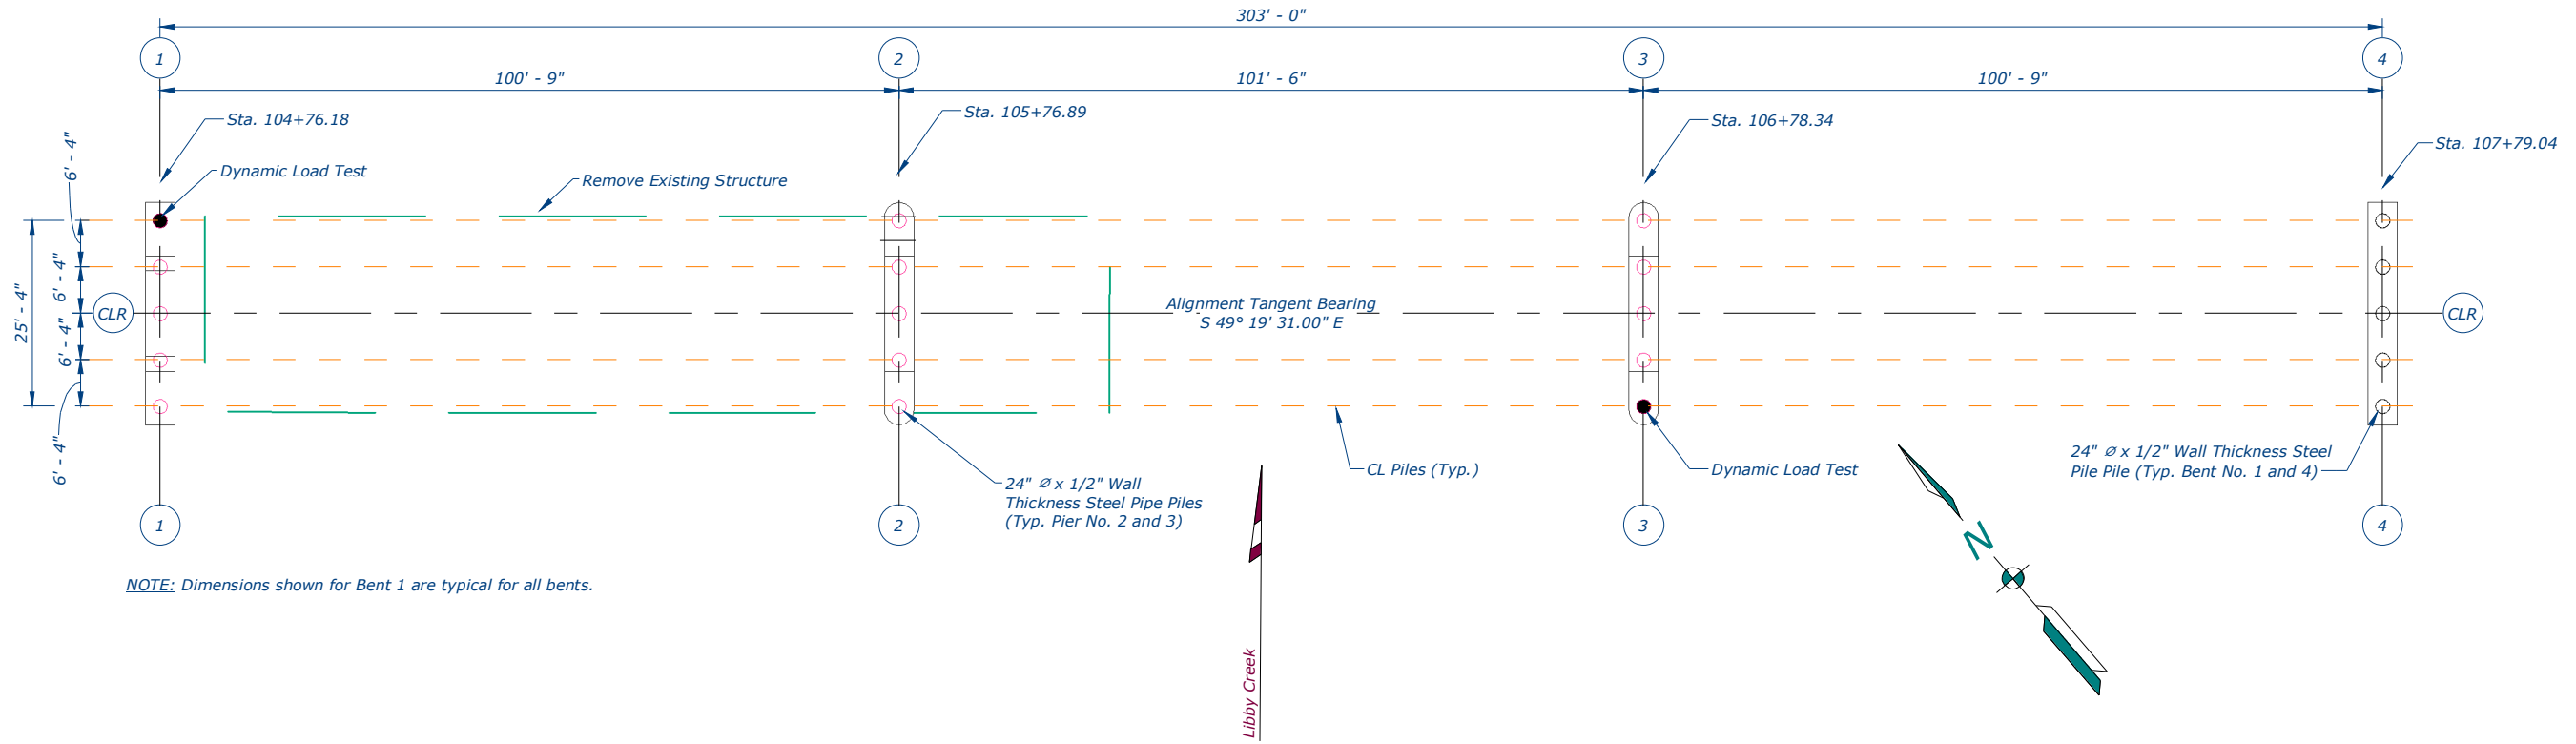 303' - 0"
1
2
3
4
100' - 9"
101' - 6"
100' - 9"
Sta. 104+76.18
Sta. 105+76.89
Sta. 106+78.34
Sta. 107+79.04
6' - 4"
Dynamic Load Test
Remove Existing Structure
6' - 4"
25' - 4"
CLR
Alignment Tangent Bearing
S 49° 19' 31.00" E
CLR
6' - 4"
6' - 4"
24" Ø x 1/2" Wall
Thickness Steel Pipe Piles
(Typ. Pier No. 2 and 3)
CL Piles (Typ.)
Dynamic Load Test
24" Ø x 1/2" Wall Thickness Steel
Pile Pile (Typ. Bent No. 1 and 4)
1
2
3
4
N
NOTE: Dimensions shown for Bent 1 are typical for all bents.
Libby Creek